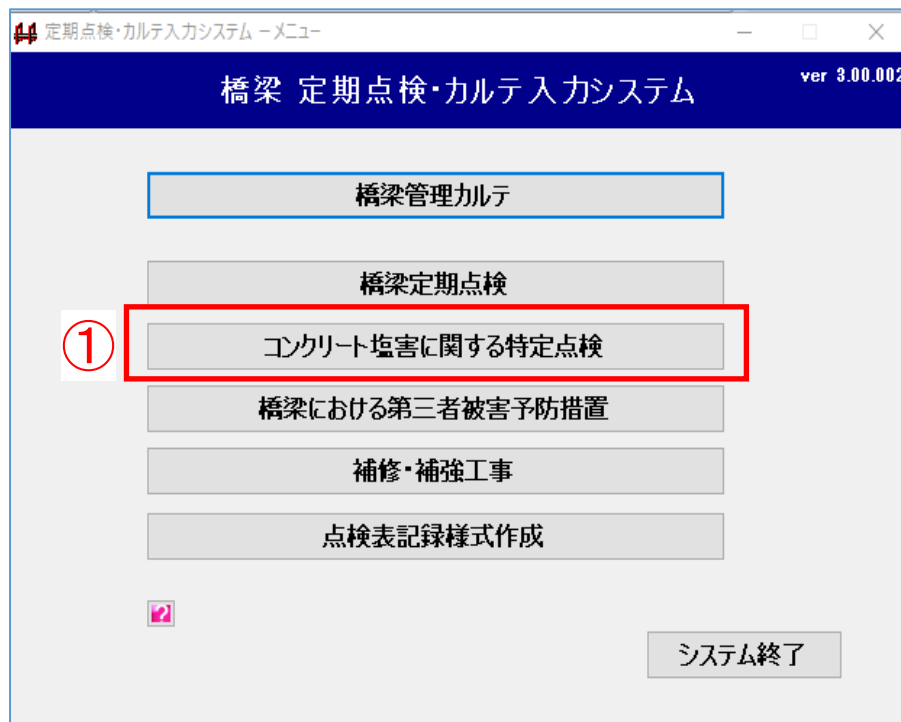 定期点検・カルテ入力システム －メニュー
橋梁 定期点検・カルテ入力システム
ver 3.00.002
橋梁管理カルテ
橋梁定期点検
①
コンクリート塩害に関する特定点検
橋梁における第三者被害予防措置
補修・補強工事
点検表記録様式作成
?
システム終了